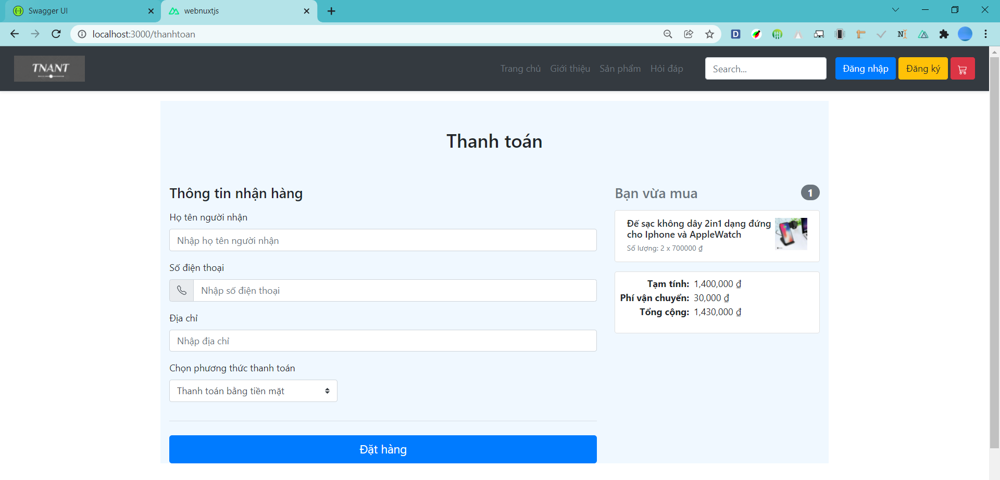 Swagger UI
webnuxtjs
localhost:3000/thanhtoan
TNANT
Trang chủ Giới thiệu Sản phẩm Hỏi đáp
Search...
Đăng nhập
Đăng ký
Thanh toán
Thông tin nhận hàng
Họ tên người nhận
Nhập họ tên người nhận
Số điện thoại
Nhập số điện thoại
Địa chỉ
Nhập địa chỉ
Chọn phương thức thanh toán
Thanh toán bằng tiền mặt
Đặt hàng
Bạn vừa mua 1
Đế sạc không dây 2in1 dạng đứng
cho Iphone và AppleWatch
Số lượng: 2 x 700000 ₫
Tạm tính: 1,400,000 ₫
Phí vận chuyển: 30,000 ₫
Tổng cộng: 1,430,000 ₫